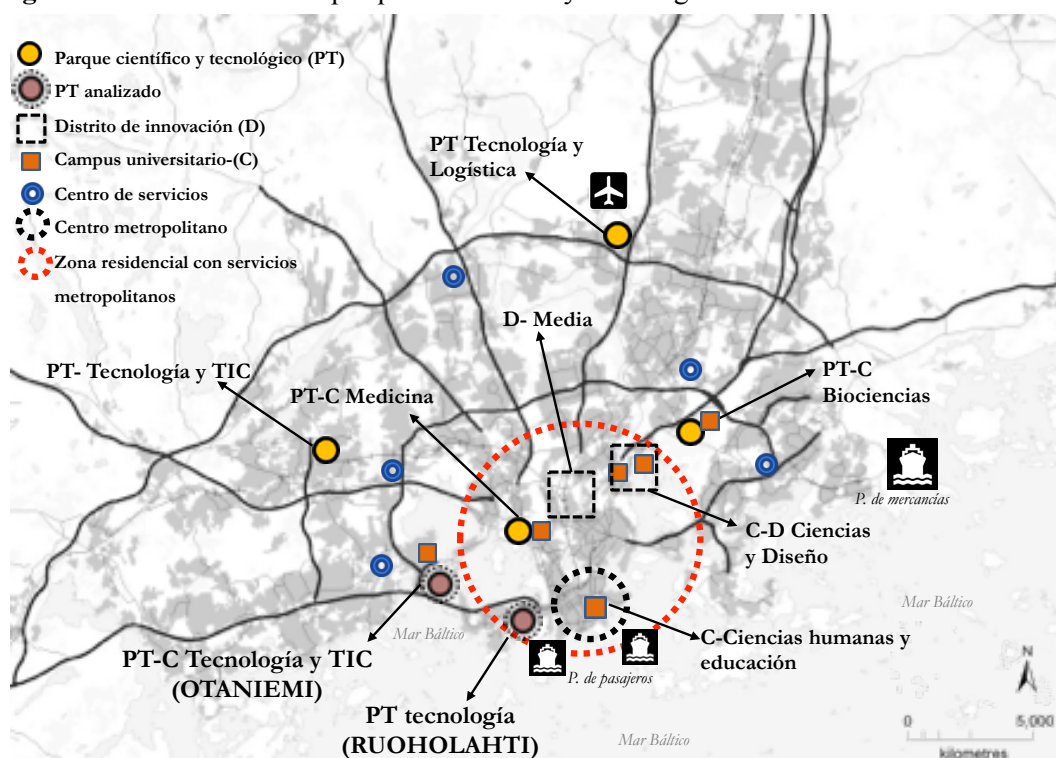 Parque científico y tecnológico (PT)
PT analizado
Distrito de innovación (D)
Campus universitario-(C)
Centro de servicios
Centro metropolitano
Zona residencial con servicios
metropolitanos
PT Tecnología y
Logística
D- Media
PT- Tecnología y TIC
PT-C Medicina
PT-C
Biociencias
P. de mercancías
C-D Ciencias
y Diseño
Mar Báltico
Mar Báltico
C-Ciencias humanas y
educación
PT-C Tecnología y TIC
(OTANIEMI)
P. de pasajeros
PT tecnología
(RUOHOLAHTI)
Mar Báltico
N
0 5,000
kilometres